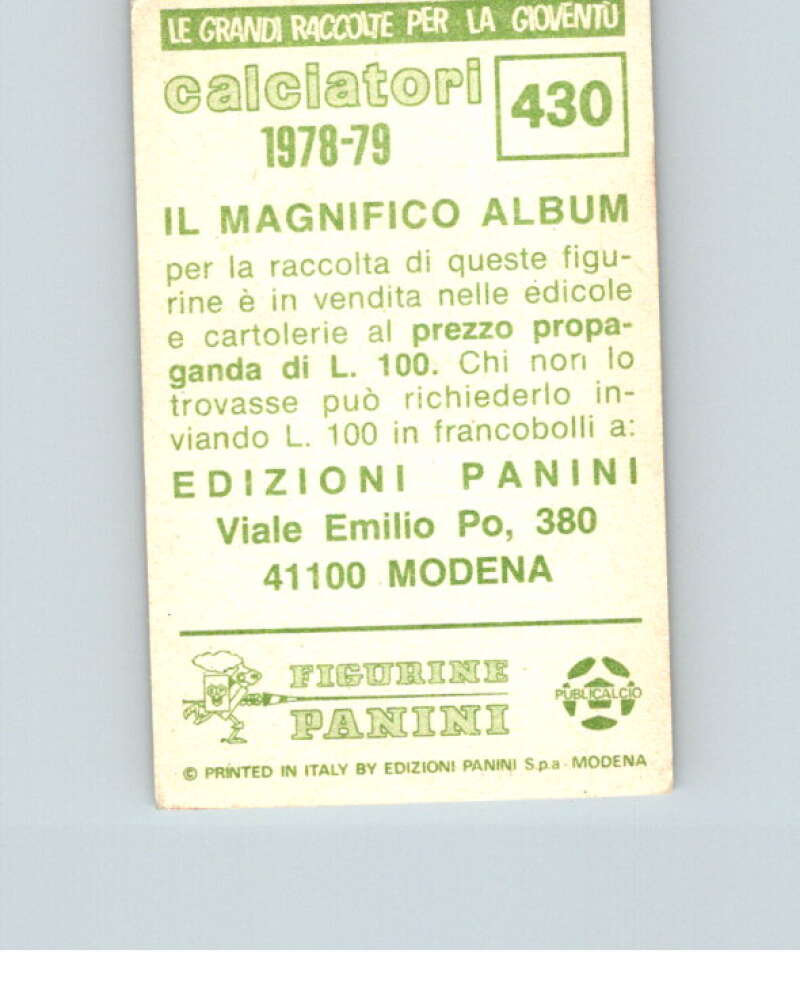 LE GRANDI RACCOLTE PER LA GIOVENTÙ
calciatori
1978-79
430
IL MAGNIFICO ALBUM
per la raccolta di queste figu-
rine è in vendita nelle edicole
e cartolerie al prezzo propa-
ganda di L. 100. Chi non lo
trovasse può richiederlo in-
viando L. 100 in francobolli a:
EDIZIONI PANINI
Viale Emilio Po, 380
41100 MODENA
FIGURINE
PANINI
PUBLICALCIO
© PRINTED IN ITALY BY EDIZIONI PANINI S.p.a - MODENA